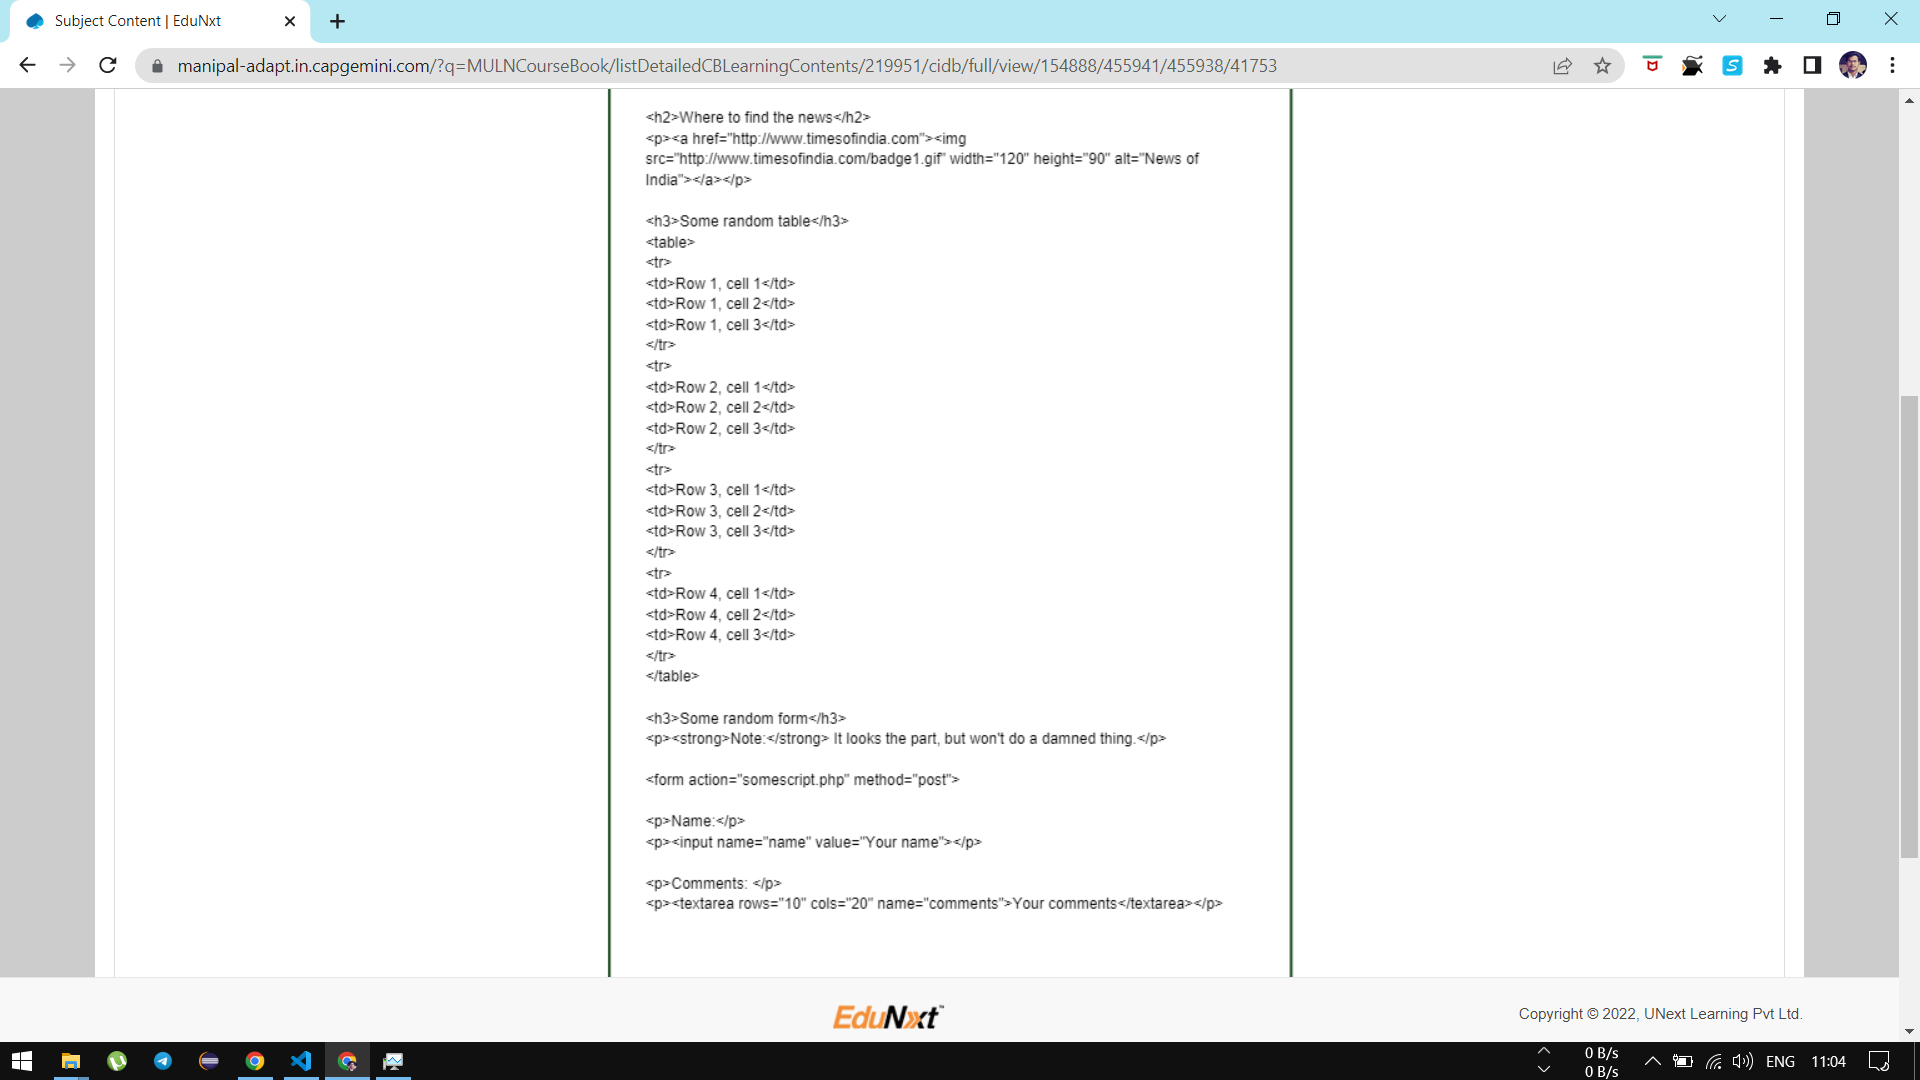 Subject Content | EduNxt
manipal-adapt.in.capgemini.com/?q=MULNCourseBook/listDetailedCBLearningContents/219951/cidb/full/view/154888/455941/455938/41753
<h2>Where to find the news</h2>
<p><a href="http://www.timesofindia.com"><img
src="http://www.timesofindia.com/badge1.gif" width="120" height="90" alt="News of
India"></a></p>
<h3>Some random table</h3>
<table>
<tr>
<td>Row 1, cell 1</td>
<td>Row 1, cell 2</td>
<td>Row 1, cell 3</td>
</tr>
<tr>
<td>Row 2, cell 1</td>
<td>Row 2, cell 2</td>
<td>Row 2, cell 3</td>
</tr>
<tr>
<td>Row 3, cell 1</td>
<td>Row 3, cell 2</td>
<td>Row 3, cell 3</td>
</tr>
<tr>
<td>Row 4, cell 1</td>
<td>Row 4, cell 2</td>
<td>Row 4, cell 3</td>
</tr>
</table>
<h3>Some random form</h3>
<p><strong>Note:</strong> It looks the part, but won't do a damned thing.</p>
<form action="somescript.php" method="post">
<p>Name:</p>
<p><input name="name" value="Your name"></p>
<p>Comments: </p>
<p><textarea rows="10" cols="20" name="comments">Your comments</textarea></p>
EduNxt™
Copyright © 2022, UNext Learning Pvt Ltd.
0 B/s
0 B/s
ENG
11:04